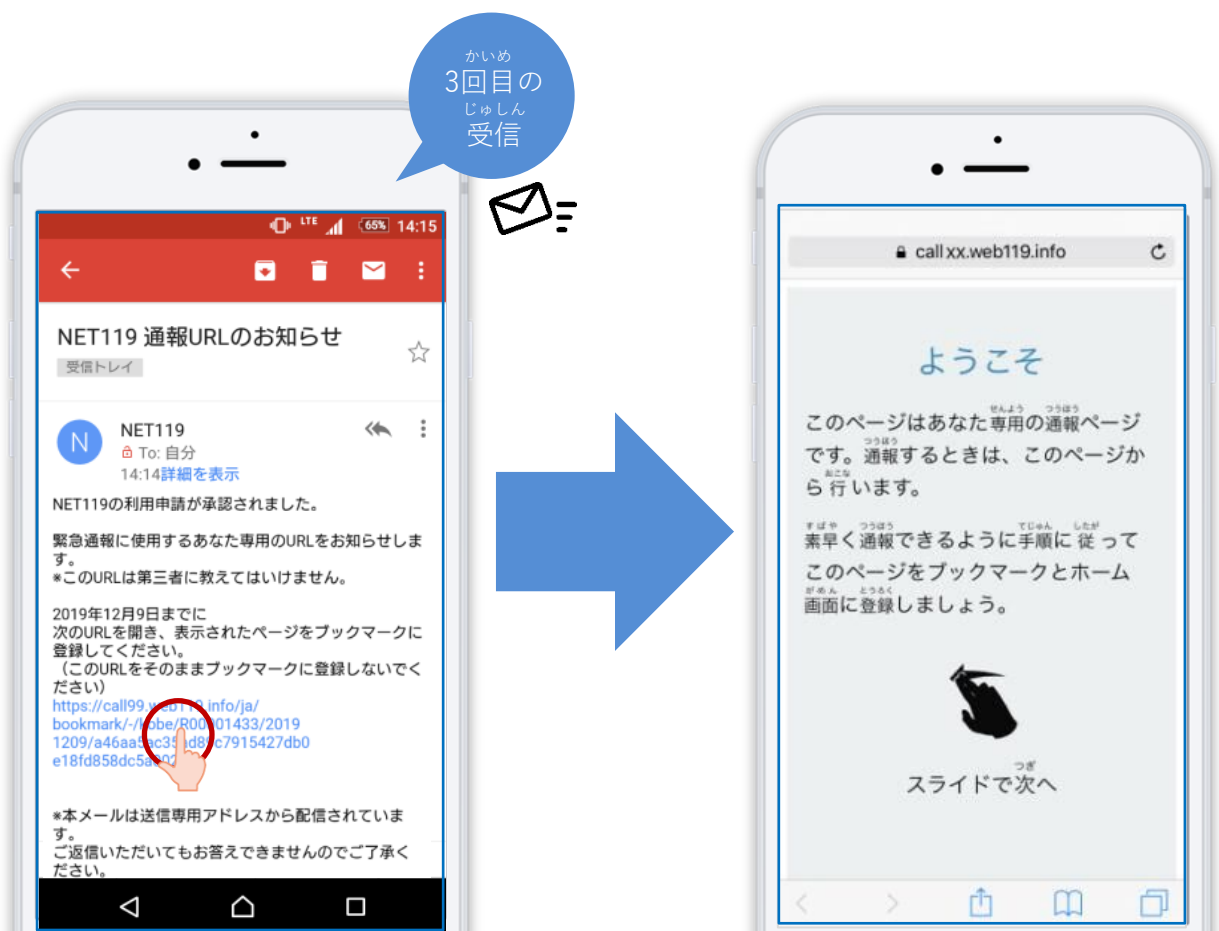 かいめ
3回目の
じゅしん
受信
LTE 65% 14:15
NET119 通報URLのお知らせ
受信トレイ
N
NET119
To: 自分
14:14詳細を表示
NET119の利用申請が承認されました。
緊急通報に使用するあなた専用のURLをお知らせしま
す。
*このURLは第三者に教えてはいけません。
2019年12月9日までに
次のURLを開き、表示されたページをブックマークに
登録してください。
（このURLをそのままブックマークに登録しないでく
ださい）
https://call99.web119.info/ja/
bookmark/-/kobe/R00001433/2019
*本メールは送信専用アドレスから配信されていま
す。
ご返信いただいてもお答えできませんのでご了承く
ださい。
call xx.web119.info
ようこそ
せんよう つうほう
このページはあなた専用の通報ページ
つうほう
です。通報するときは、このページか
おこな
ら行います。
すばや つうほう てじゅん したが
素早く通報できるように手順に従って
このページをブックマークとホーム
がめん とうろく
画面に登録しましょう。
つぎ
スライドで次へ